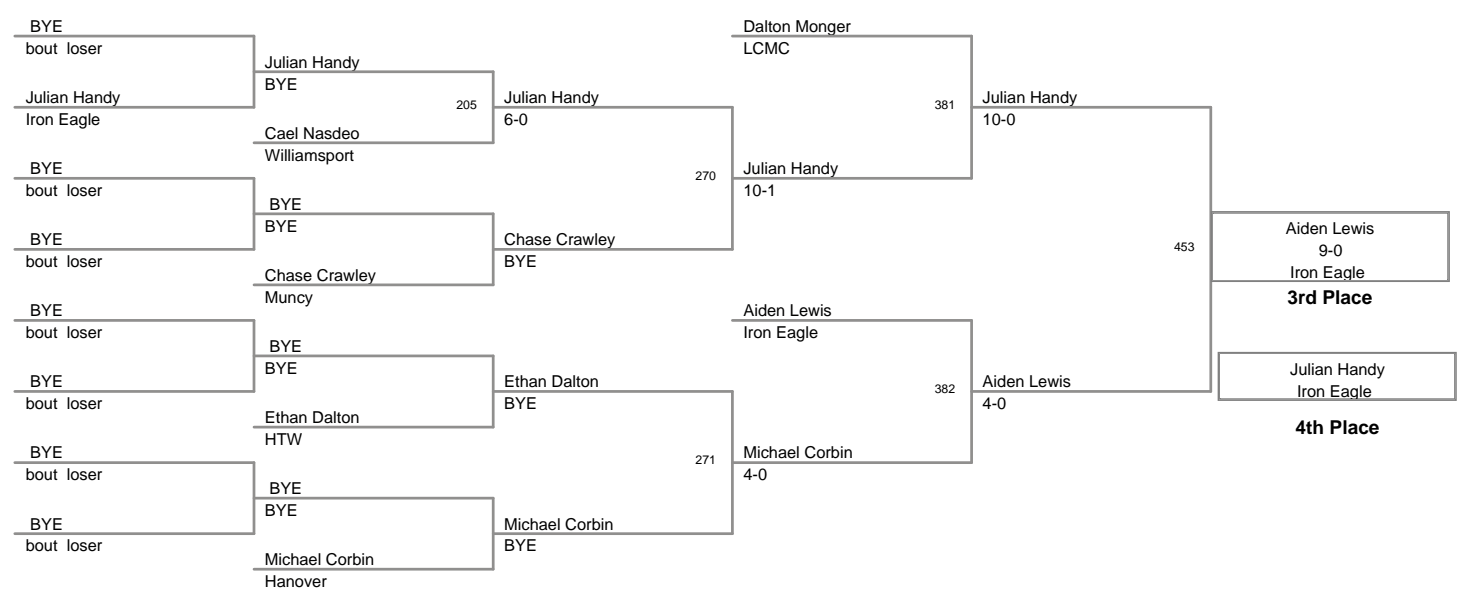 BYE
bout loser
Julian Handy
Iron Eagle
BYE
bout loser
BYE
bout loser
BYE
bout loser
BYE
bout loser
BYE
bout loser
BYE
bout loser
Julian Handy
BYE
205
Cael Nasdeo
Williamsport
BYE
BYE
Chase Crawley
Muncy
BYE
BYE
Ethan Dalton
HTW
BYE
BYE
Michael Corbin
Hanover
Julian Handy
6-0
270
Chase Crawley
BYE
Ethan Dalton
BYE
271
Michael Corbin
BYE
Dalton Monger
LCMC
381
Julian Handy
10-1
Aiden Lewis
Iron Eagle
382
Michael Corbin
4-0
Julian Handy
10-0
453
Aiden Lewis
4-0
Aiden Lewis
9-0
Iron Eagle
3rd Place
Julian Handy
Iron Eagle
4th Place